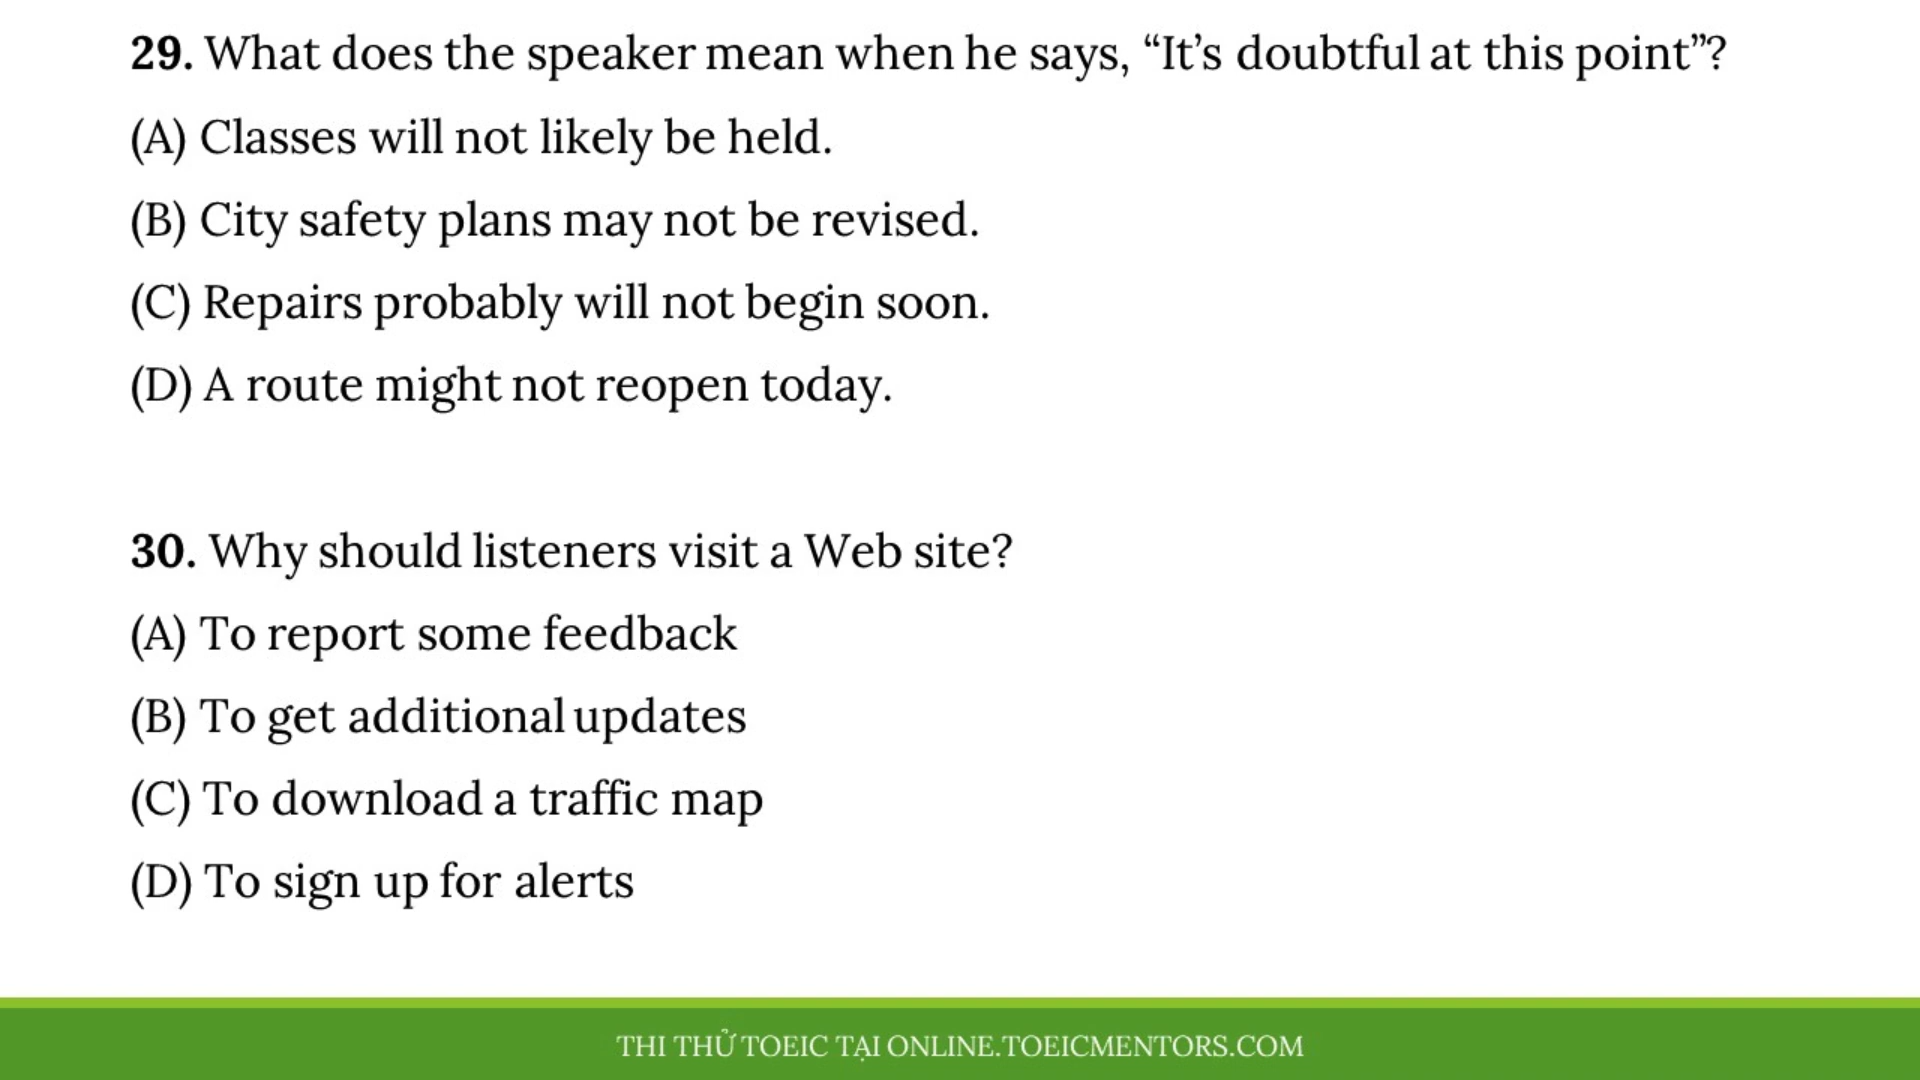 29. What does the speaker mean when he says, “It’s doubtful at this point”?
(A) Classes will not likely be held.
(B) City safety plans may not be revised.
(C) Repairs probably will not begin soon.
(D) A route might not reopen today.
30. Why should listeners visit a Web site?
(A) To report some feedback
(B) To get additional updates
(C) To download a traffic map
(D) To sign up for alerts
THI THỬ TOEIC TẠI ONLINE.TOEICMENTORS.COM